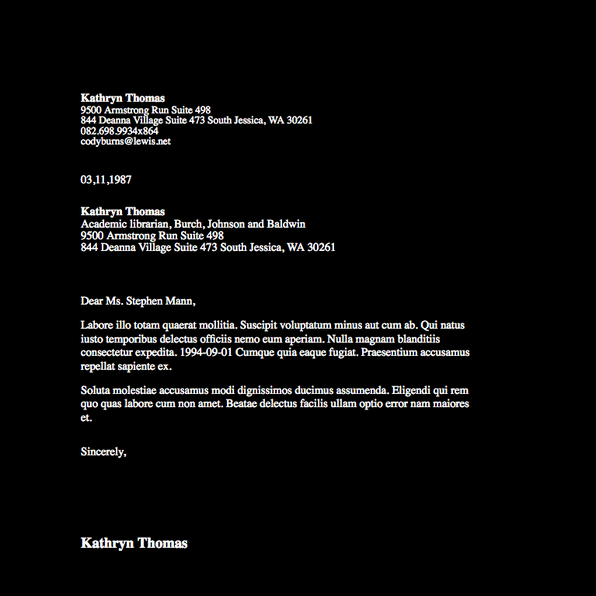 Kathryn Thomas
9500 Armstrong Run Suite 498
844 Deanna Village Suite 473 South Jessica, WA 30261
082.698.9934x864
codyburns@lewis.net
03,11,1987
Kathryn Thomas
Academic librarian, Burch, Johnson and Baldwin
9500 Armstrong Run Suite 498
844 Deanna Village Suite 473 South Jessica, WA 30261
Dear Ms. Stephen Mann,
Labore illo totam quaerat mollitia. Suscipit voluptatum minus aut cum ab. Qui natus
iusto temporibus delectus officiis nemo eum aperiam. Nulla magnam blanditiis
consectetur expedita. 1994-09-01 Cumque quia eaque fugiat. Praesentium accusamus
repellat sapiente ex.
Soluta molestiae accusamus modi dignissimos ducimus assumenda. Eligendi qui rem
quo quas labore cum non amet. Beatae delectus facilis ullam optio error nam maiores
et.
Sincerely,
Kathryn Thomas